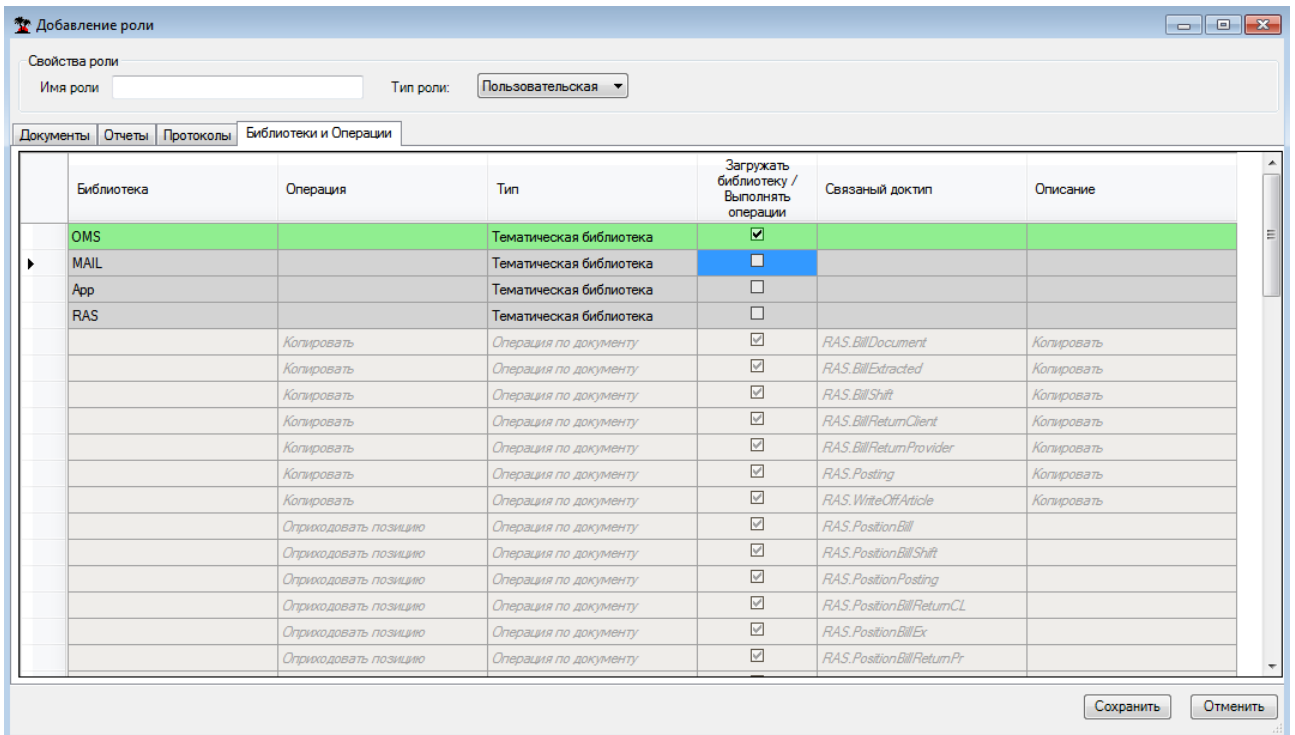 Добавление роли
Свойства роли
Имя роли Тип роли: Пользовательская
Документы Отчеты Протоколы Библиотеки и Операции
Библиотека Операция Тип Загружать библиотеку / Выполнять операции Связаный доктип Описание
OMS Тематическая библиотека
MAIL Тематическая библиотека
App Тематическая библиотека
RAS Тематическая библиотека
Копировать Операция по документу RAS.BillDocument Копировать
Копировать Операция по документу RAS.BillExtracted Копировать
Копировать Операция по документу RAS.BillShift Копировать
Копировать Операция по документу RAS.BillReturnClient Копировать
Копировать Операция по документу RAS.BillReturnProvider Копировать
Копировать Операция по документу RAS.Posting Копировать
Копировать Операция по документу RAS.WriteOffArticle Копировать
Оприходовать позицию Операция по документу RAS.PositionBill
Оприходовать позицию Операция по документу RAS.PositionBillShift
Оприходовать позицию Операция по документу RAS.PositionPosting
Оприходовать позицию Операция по документу RAS.PositionBillReturnCL
Оприходовать позицию Операция по документу RAS.PositionBillEx
Оприходовать позицию Операция по документу RAS.PositionBillReturnPr
Сохранить Отменить